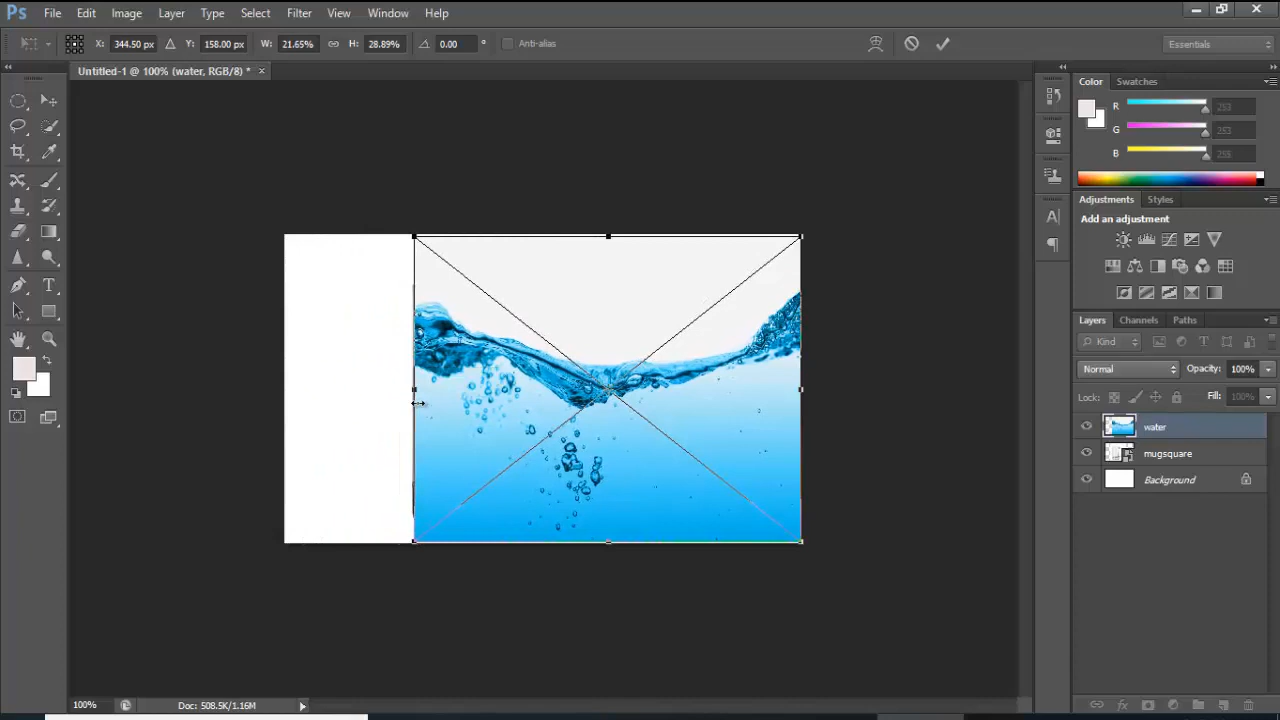 Ps File Edit Image Layer Type Select Filter View Window Help
X: 344.50 px Y: 158.00 px W: 21.65% H: 28.89% 0.00 ° Anti-alias Essentials
Untitled-1 @ 100% (water, RGB/8) *
Color Swatches
R 253
G 253
B 255
Adjustments Styles
Add an adjustment
Layers Channels Paths
Kind
Normal Opacity: 100%
Lock: Fill: 100%
water
mugsquare
Background
100% Doc: 508.5K/1.16M